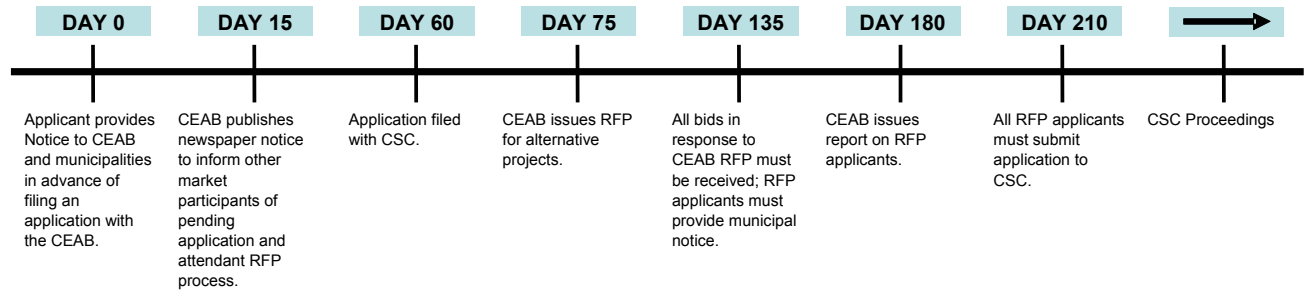 DAY 0
DAY 15
DAY 60
DAY 75
DAY 135
DAY 180
DAY 210
Applicant provides
Notice to CEAB
and municipalities
in advance of
filing an
application with
the CEAB.
CEAB publishes
newspaper notice
to inform other
market
participants of
pending
application and
attendant RFP
process.
Application filed
with CSC.
CEAB issues RFP
for alternative
projects.
All bids in
response to
CEAB RFP must
be received; RFP
applicants must
provide municipal
notice.
CEAB issues
report on RFP
applicants.
All RFP applicants
must submit
application to
CSC.
CSC Proceedings